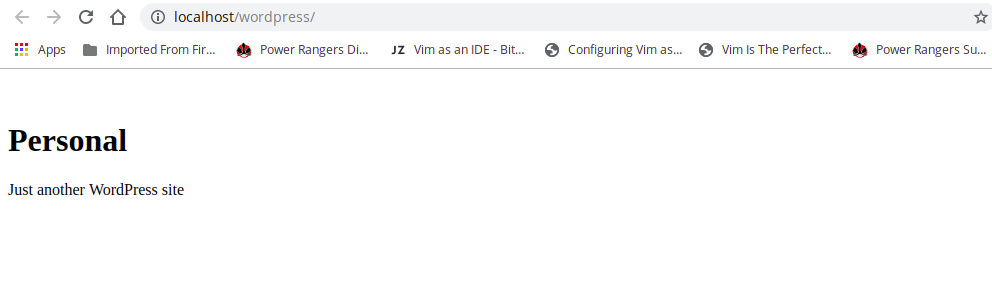 localhost/wordpress/
Apps Imported From Fir... Power Rangers Di... JZ Vim as an IDE - Bit... Configuring Vim as... Vim Is The Perfect... Power Rangers Su...
Personal
Just another WordPress site